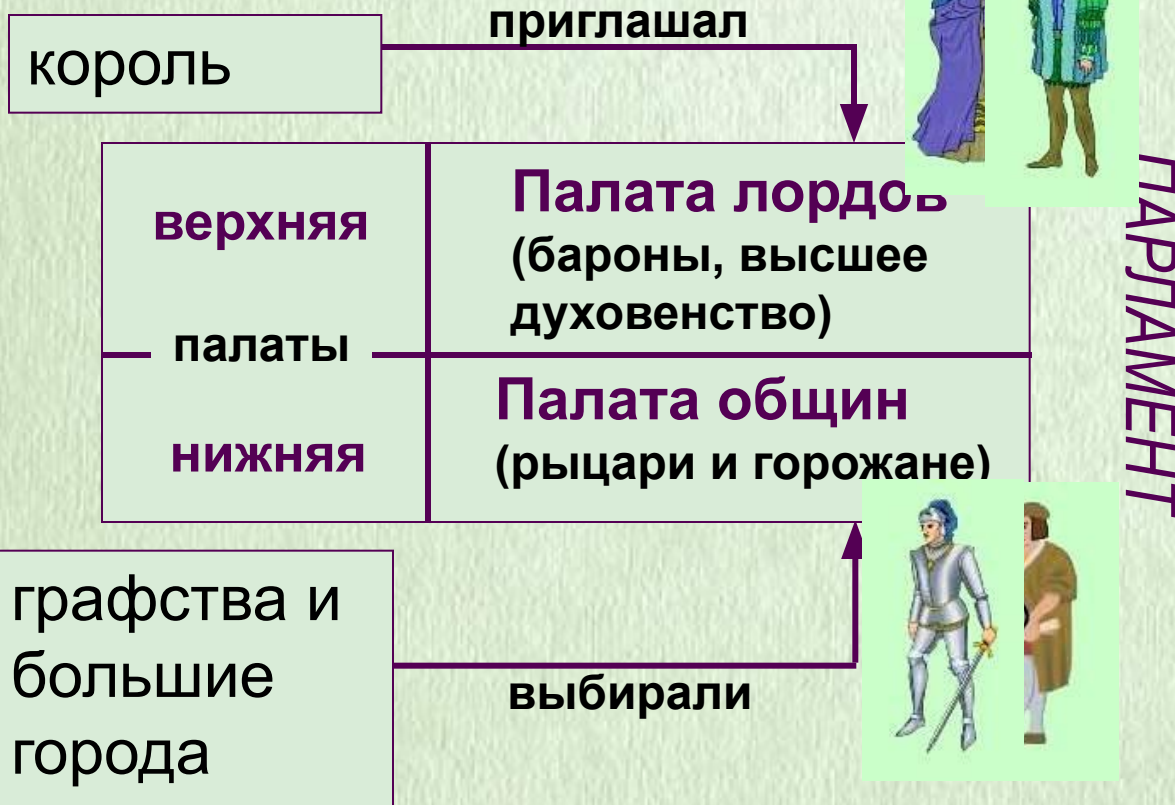 приглашал
король
верхняя
палаты
нижняя
Палата лордов
(бароны, высшее
духовенство)
Палата общин
(рыцари и горожане)
ПАРЛАМЕНТ
графства и
большие
города
выбирали